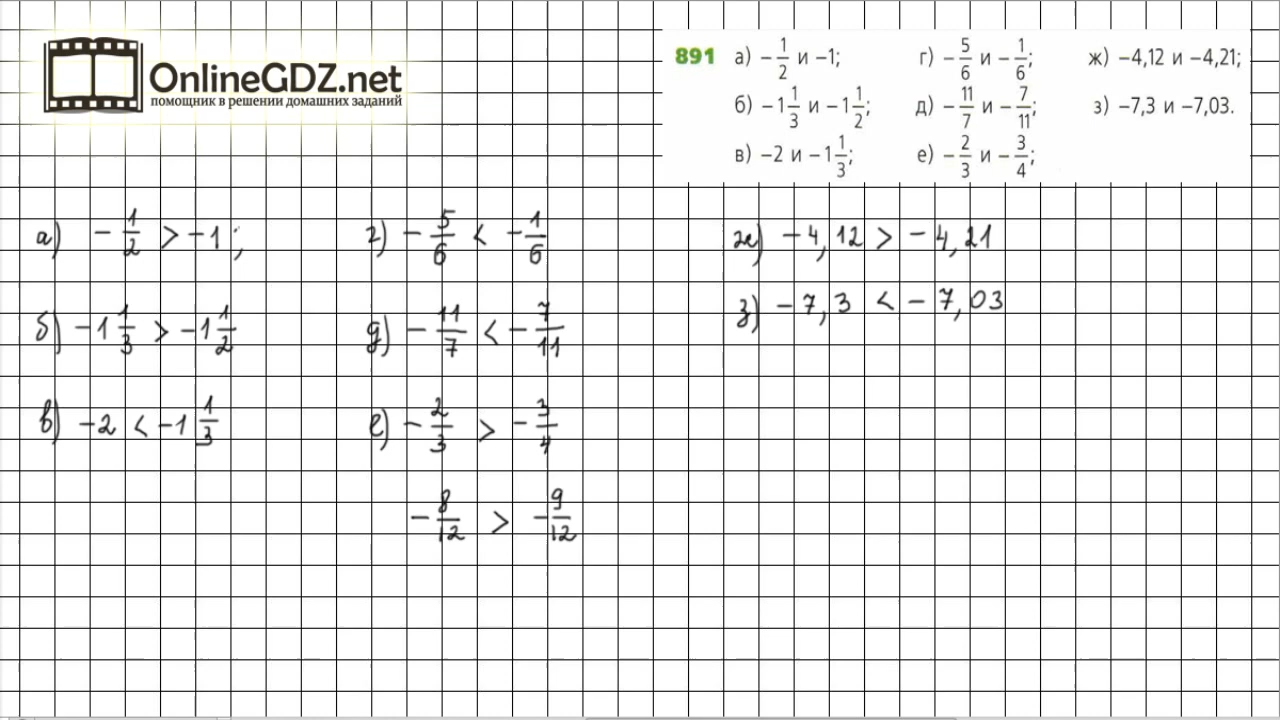 OnlineGDZ.net
помощник в решении домашних заданий
891 а) −1/2 и −1; г) −5/6 и −1/6; ж) −4,12 и −4,21;
б) −1 1/3 и −1 1/2; д) −11/7 и −7/11; з) −7,3 и −7,03.
в) −2 и −1 1/3; е) −2/3 и −3/4;
а) −1/2 > −1; г) −5/6 < −1/6 ж) −4,12 > −4,21
з) −7,3 < −7,03
б) −1 1/3 > −1 1/2 д) −11/7 < −7/11
в) −2 < −1 1/3 е) −2/3 > −3/4
−8/12 > −9/12